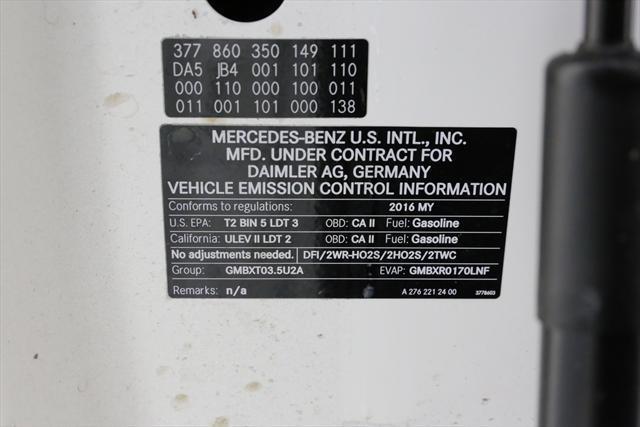 377 860 350 149 111
DA5 JB4 001 101 110
000 110 000 100 011
011 001 101 000 138
MERCEDES-BENZ U.S. INTL., INC.
MFD. UNDER CONTRACT FOR
DAIMLER AG, GERMANY
VEHICLE EMISSION CONTROL INFORMATION
Conforms to regulations: 2016 MY
U.S. EPA: T2 BIN 5 LDT 3 OBD: CA II Fuel: Gasoline
California: ULEV II LDT 2 OBD: CA II Fuel: Gasoline
No adjustments needed. DFI/2WR-HO2S/2HO2S/2TWC
Group: GMBXT03.5U2A EVAP: GMBXR0170LNF
Remarks: n/a A 276 221 24 00 3778603